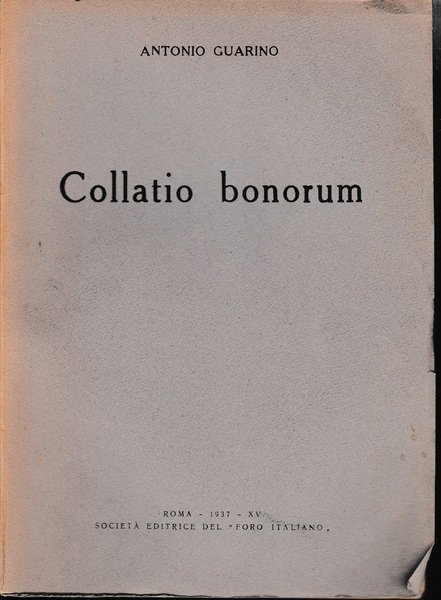 ANTONIO GUARINO
Collatio bonorum
ROMA - 1937 - XV
SOCIETÀ EDITRICE DEL "FORO ITALIANO"